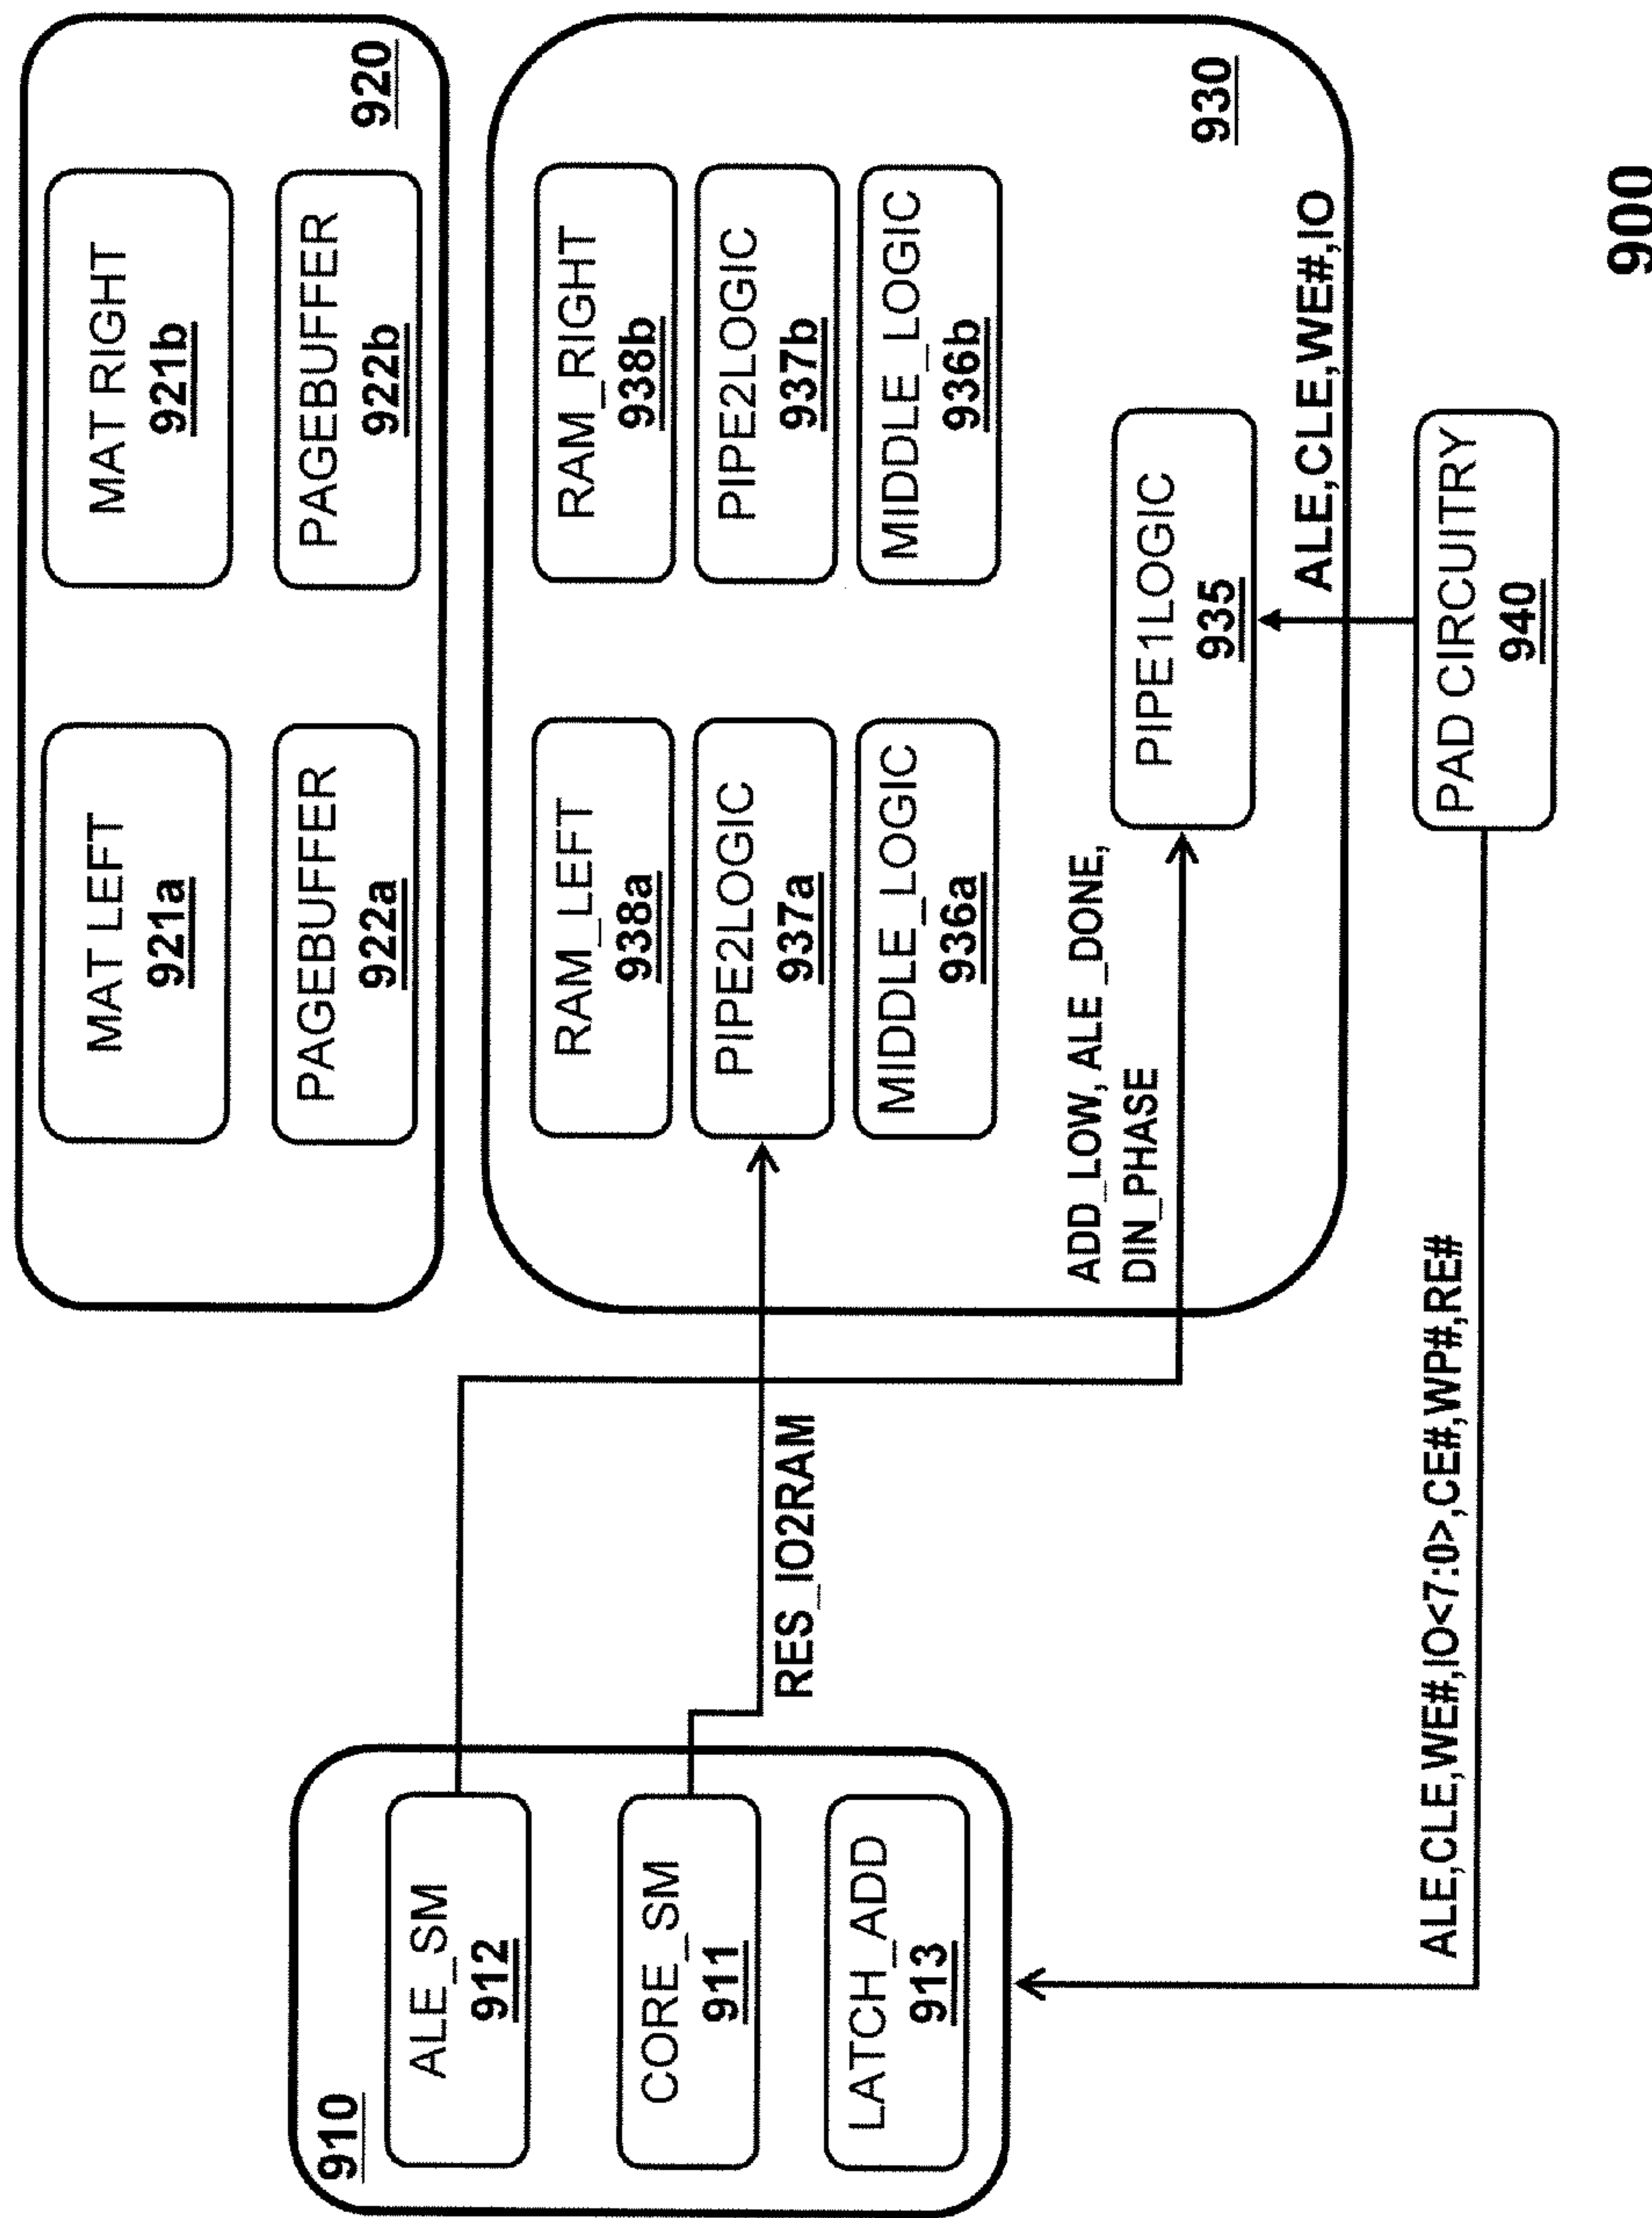 910
ALE_SM
912
CORE_SM
911
LATCH_ADD
913
MAT LEFT
921a
MAT RIGHT
921b
PAGEBUFFER
922a
PAGEBUFFER
922b
920
RAM_LEFT
938a
RAM_RIGHT
938b
PIPE2LOGIC
937a
PIPE2LOGIC
937b
MIDDLE_LOGIC
936a
MIDDLE_LOGIC
936b
RES_IO2RAM
ADD_LOW, ALE_DONE,
DIN_PHASE
PIPE1LOGIC
935
930
ALE,CLE,WE#,IO
ALE,CLE,WE#,IO<7:0>,CE#,WP#,RE#
PAD CIRCUITRY
940
900